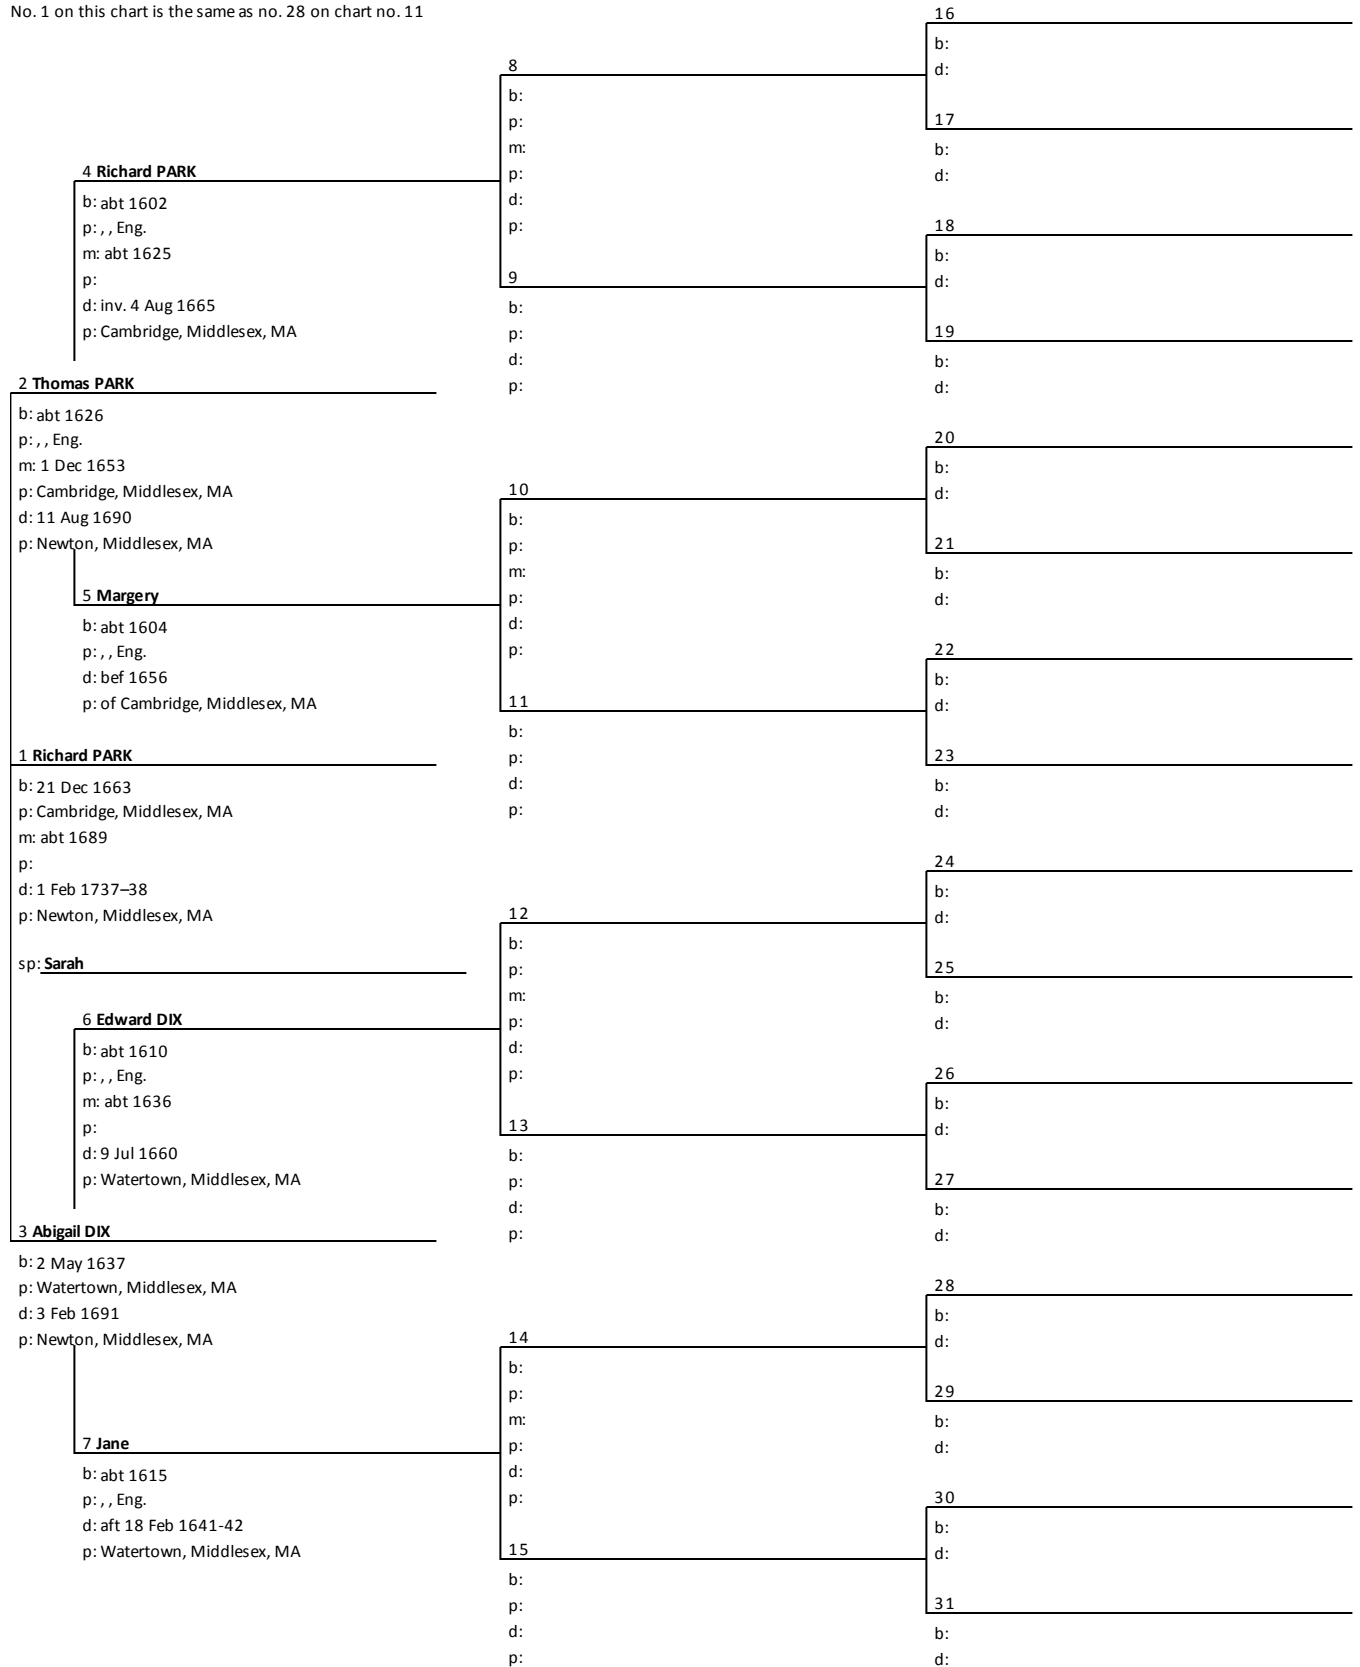 No. 1 on this chart is the same as no. 28 on chart no. 11
4 Richard PARK
b: abt 1602
p: , , Eng.
m: abt 1625
p:
d: inv. 4 Aug 1665
p: Cambridge, Middlesex, MA
2 Thomas PARK
b: abt 1626
p: , , Eng.
m: 1 Dec 1653
p: Cambridge, Middlesex, MA
d: 11 Aug 1690
p: Newton, Middlesex, MA
5 Margery
b: abt 1604
p: , , Eng.
d: bef 1656
p: of Cambridge, Middlesex, MA
1 Richard PARK
b: 21 Dec 1663
p: Cambridge, Middlesex, MA
m: abt 1689
p:
d: 1 Feb 1737–38
p: Newton, Middlesex, MA
sp: Sarah
6 Edward DIX
b: abt 1610
p: , , Eng.
m: abt 1636
p:
d: 9 Jul 1660
p: Watertown, Middlesex, MA
3 Abigail DIX
b: 2 May 1637
p: Watertown, Middlesex, MA
d: 3 Feb 1691
p: Newton, Middlesex, MA
7 Jane
b: abt 1615
p: , , Eng.
d: aft 18 Feb 1641-42
p: Watertown, Middlesex, MA
8
b:
p:
m:
p:
d:
p:
9
b:
p:
d:
p:
10
b:
p:
m:
p:
d:
p:
11
b:
p:
d:
p:
12
b:
p:
m:
p:
d:
p:
13
b:
p:
d:
p:
14
b:
p:
m:
p:
d:
p:
15
b:
p:
d:
p:
16
b:
d:
17
b:
d:
18
b:
d:
19
b:
d:
20
b:
d:
21
b:
d:
22
b:
d:
23
b:
d:
24
b:
d:
25
b:
d:
26
b:
d:
27
b:
d:
28
b:
d:
29
b:
d:
30
b:
d:
31
b:
d: